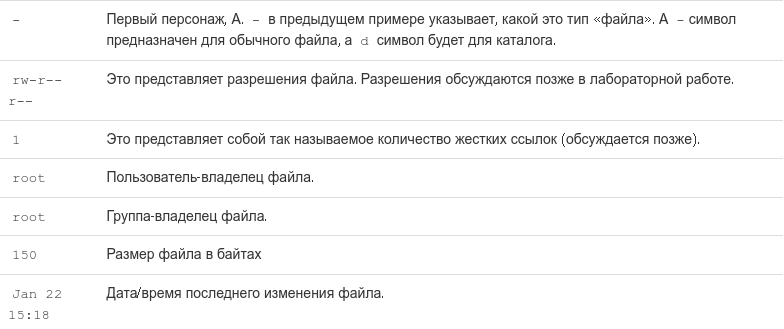 – Первый персонаж, А. – в предыдущем примере указывает, какой это тип «файла». А – символ
предназначен для обычного файла, а d символ будет для каталога.
rw-r-- Это представляет разрешения файла. Разрешения обсуждаются позже в лабораторной работе.
r--
1 Это представляет собой так называемое количество жестких ссылок (обсуждается позже).
root Пользователь-владелец файла.
root Группа-владелец файла.
150 Размер файла в байтах
Jan 22 Дата/время последнего изменения файла.
15:18